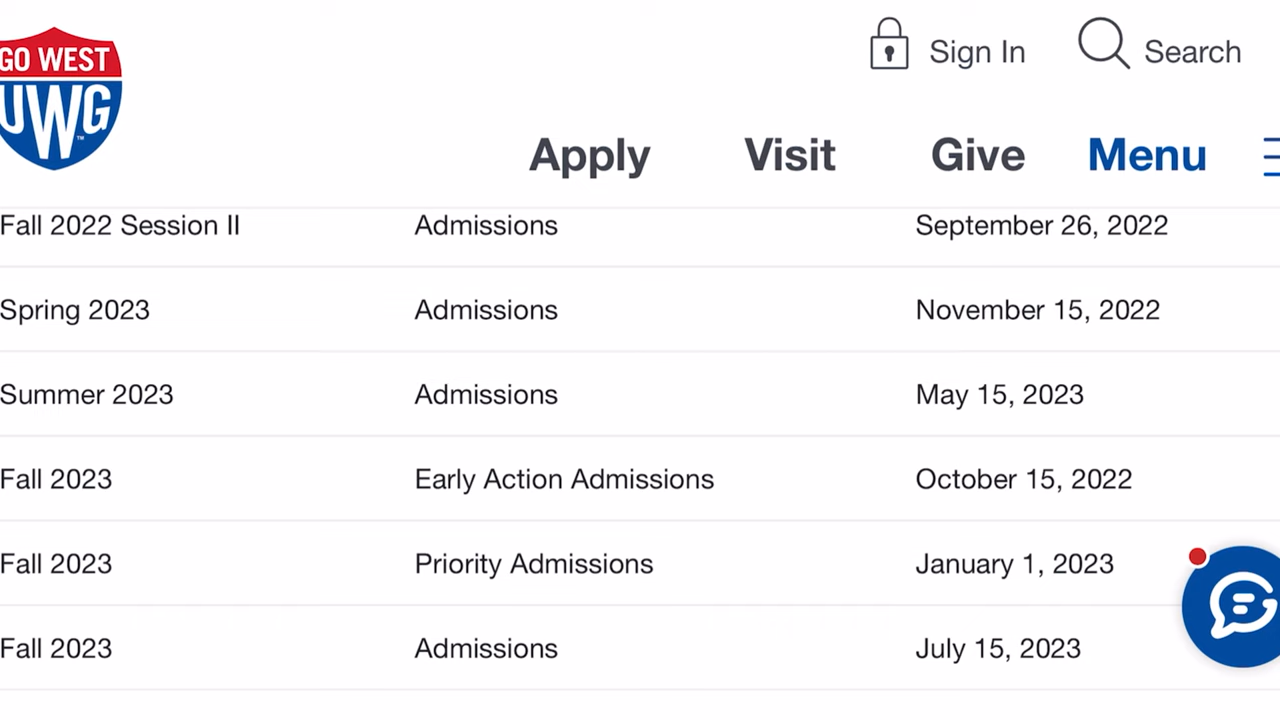 GO WEST
UWG
TM
Sign In
Search
Apply
Visit
Give
Menu
Fall 2022 Session II Admissions September 26, 2022
Spring 2023 Admissions November 15, 2022
Summer 2023 Admissions May 15, 2023
Fall 2023 Early Action Admissions October 15, 2022
Fall 2023 Priority Admissions January 1, 2023
Fall 2023 Admissions July 15, 2023